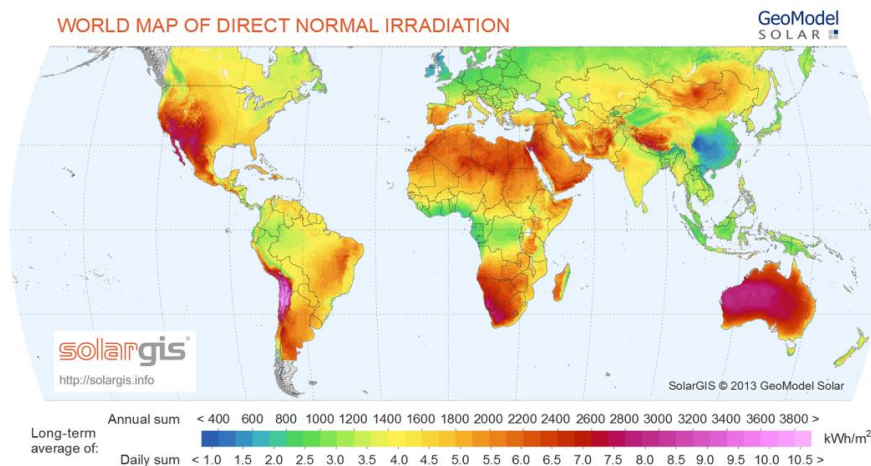 WORLD MAP OF DIRECT NORMAL IRRADIATION
GeoModel
SOLAR
solargis
http://solargis.info
SolarGIS © 2013 GeoModel Solar
Annual sum < 400 600 800 1000 1200 1400 1600 1800 2000 2200 2400 2600 2800 3000 3200 3400 3600 3800 >
Long-term
average of:
kWh/m²
Daily sum < 1.0 1.5 2.0 2.5 3.0 3.5 4.0 4.5 5.0 5.5 6.0 6.5 7.0 7.5 8.0 8.5 9.0 9.5 10.0 10.5 >